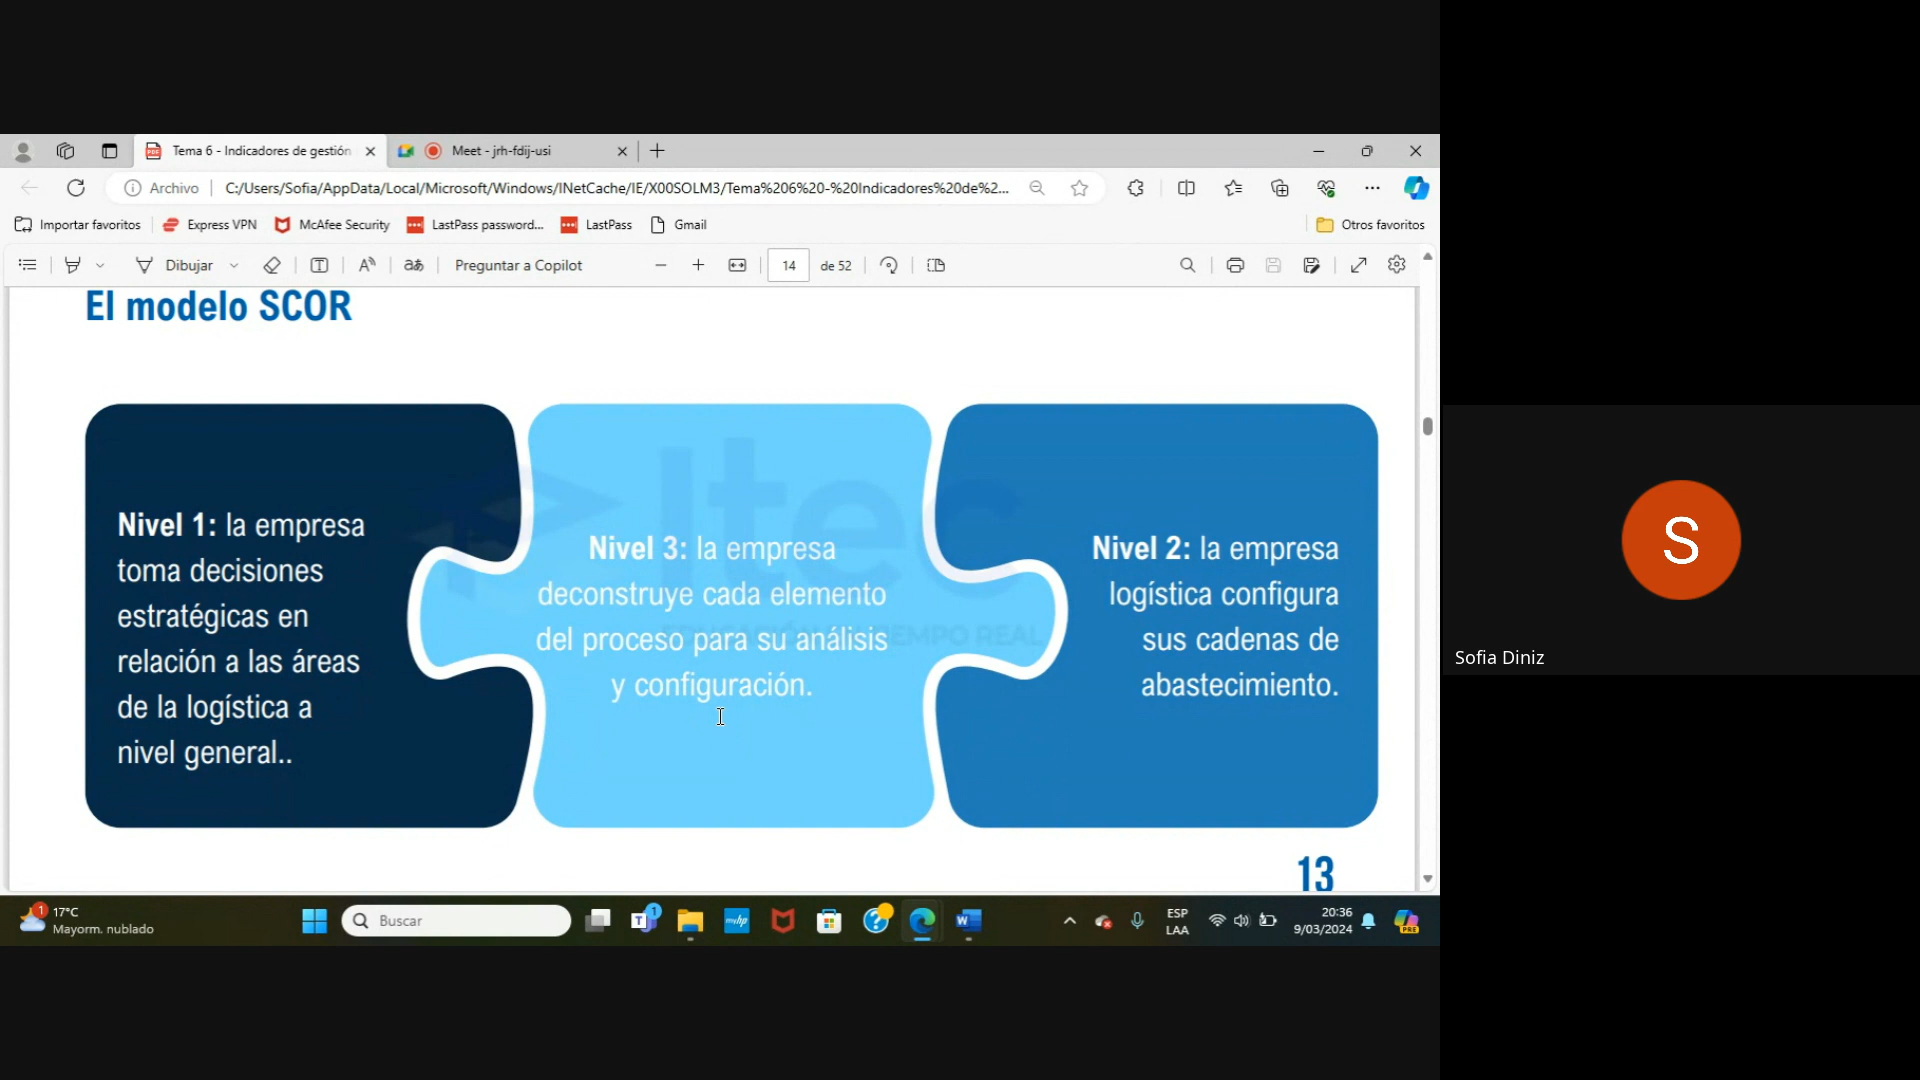 Tema 6 - Indicadores de gestión
Meet - jrh-fdij-usi
Archivo
C:/Users/Sofia/AppData/Local/Microsoft/Windows/INetCache/IE/X00SOLM3/Tema%206%20-%20Indicadores%20de%2...
Importar favoritos
Express VPN
McAfee Security
LastPass password...
LastPass
Gmail
Otros favoritos
Dibujar
Preguntar a Copilot
14
de 52
El modelo SCOR
Nivel 1: la empresa
toma decisiones
estratégicas en
relación a las áreas
de la logística a
nivel general..
Nivel 3: la empresa
deconstruye cada elemento
del proceso para su análisis
y configuración.
Nivel 2: la empresa
logística configura
sus cadenas de
abastecimiento.
Itec
13
S
Sofia Diniz
1
17°C
Mayorm. nublado
Buscar
1
ESP
LAA
20:36
9/03/2024
PRE